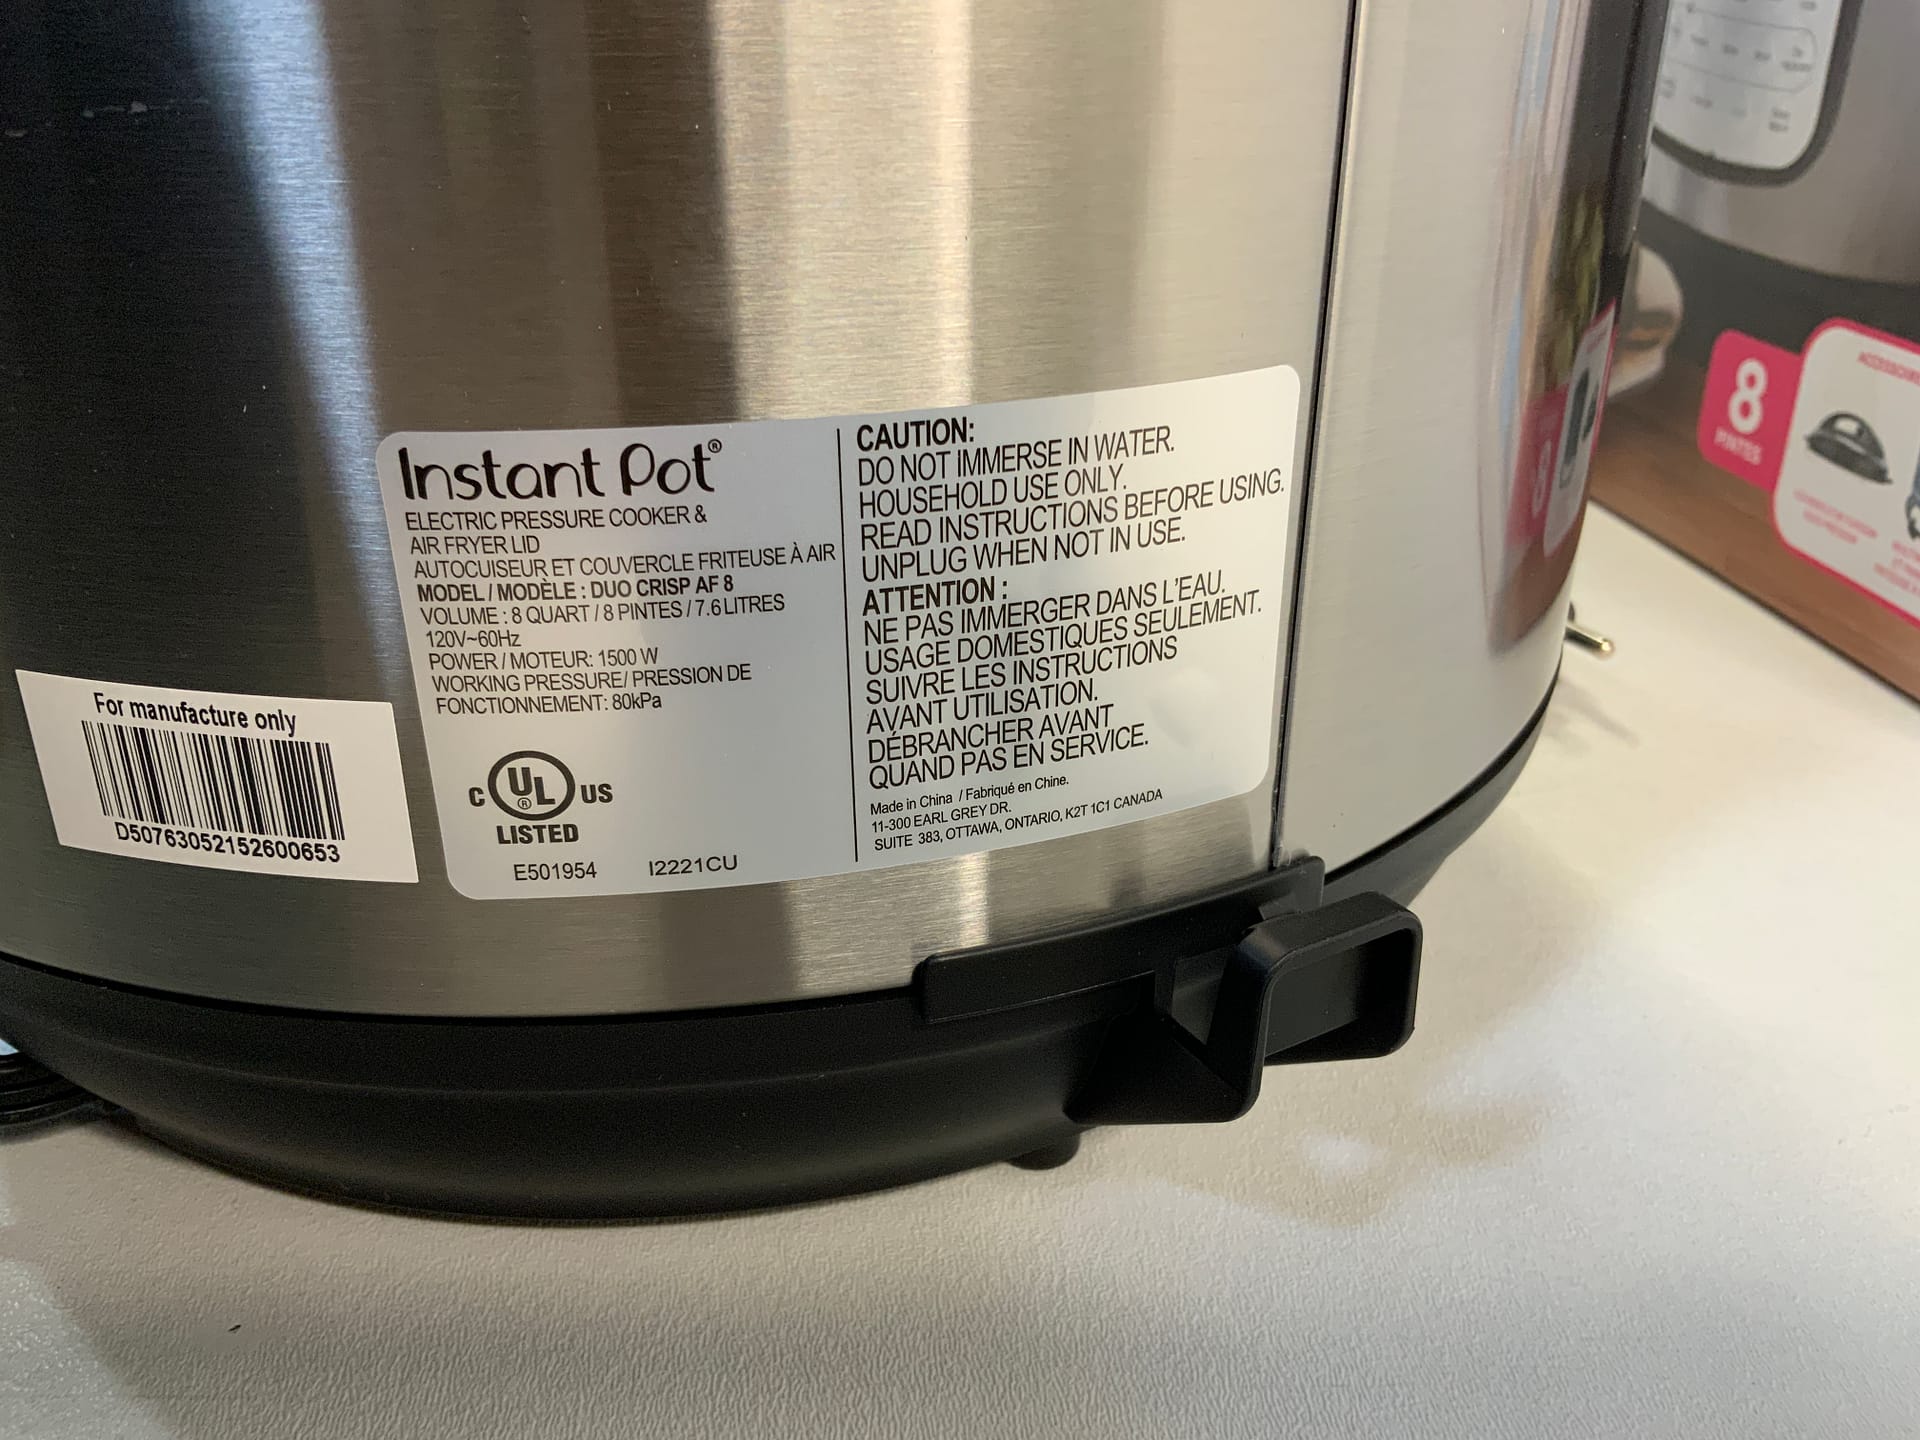 Instant Pot®
ELECTRIC PRESSURE COOKER &
AIR FRYER LID
AUTOCUISEUR ET COUVERCLE FRITEUSE À AIR
MODEL / MODÈLE : DUO CRISP AF 8
VOLUME : 8 QUART / 8 PINTES / 7.6 LITRES
120V~60Hz
POWER / MOTEUR: 1500 W
WORKING PRESSURE/ PRESSION DE
FONCTIONNEMENT: 80kPa
C UL® US
LISTED
E501954 I2221CU
CAUTION:
DO NOT IMMERSE IN WATER.
HOUSEHOLD USE ONLY.
READ INSTRUCTIONS BEFORE USING.
UNPLUG WHEN NOT IN USE.
ATTENTION :
NE PAS IMMERGER DANS L'EAU.
USAGE DOMESTIQUES SEULEMENT.
SUIVRE LES INSTRUCTIONS
AVANT UTILISATION.
DÉBRANCHER AVANT
QUAND PAS EN SERVICE.
Made in China / Fabriqué en Chine.
11-300 EARL GREY DR.
SUITE 383, OTTAWA, ONTARIO, K2T 1C1 CANADA
For manufacture only
D50763052152600653
8
PINTES
8